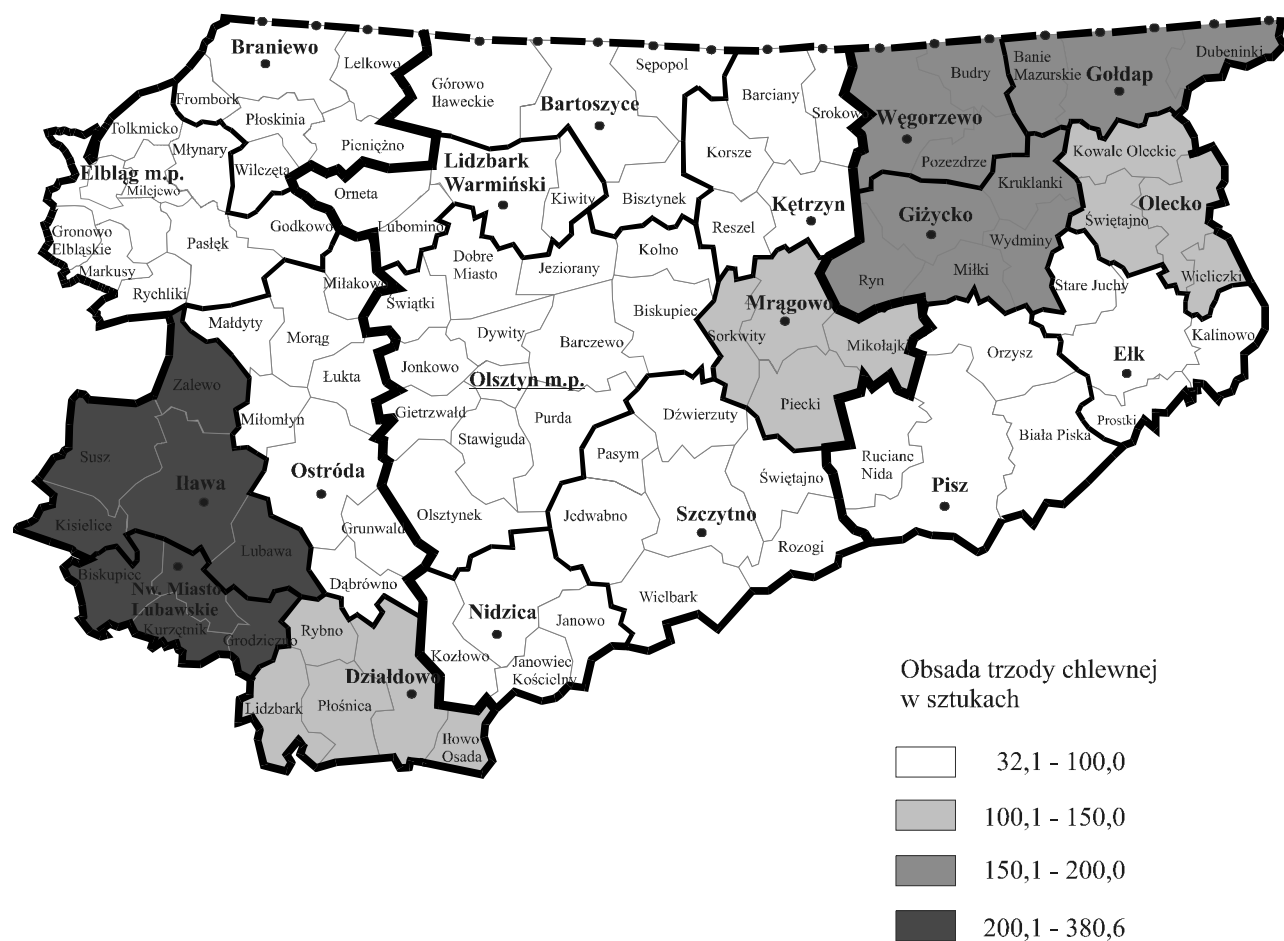 Braniewo
Lelkowo
Sępopol
Górowo
Iławeckie
Bartoszyce
Barciany
Srokowo
Budry
Banie
Mazurskie
Dubeninki
Gołdap
Węgorzewo
Frombork
Płoskinia
Tolkmicko
Młynary
Pieniężno
Korsze
Pozezdrze
Kowale Oleckie
Elbląg m.p.
Milejewo
Wilczęta
Lidzbark
Warmiński
Orneta
Kiwity
Bisztynek
Kętrzyn
Kruklanki
Giżycko
Świętajno
Olecko
Gronowo
Elbląskie
Pasłęk
Godkowo
Lubomino
Reszel
Wydminy
Markusy
Dobre
Miasto
Jeziorany
Kolno
Ryn
Miłki
Wieliczki
Rychliki
Miłakowo
Świątki
Stare Juchy
Małdyty
Morąg
Dywity
Barczewo
Biskupiec
Mrągowo
Sorkwity
Mikołajki
Orzysz
Kalinowo
Ełk
Zalewo
Łukta
Jonkowo
Olsztyn m.p.
Miłomłyn
Gietrzwałd
Purda
Stawiguda
Dźwierzuty
Piecki
Prostki
Biała Piska
Susz
Iława
Ostróda
Pasym
Świętajno
Ruciane
Nida
Pisz
Kisielice
Grunwald
Olsztynek
Jedwabno
Szczytno
Lubawa
Rozogi
Biskupiec
Nw. Miasto
Lubawskie
Kurzętnik
Grodziczno
Dąbrówno
Wielbark
Nidzica
Janowo
Rybno
Kozłowo
Janowiec
Kościelny
Działdowo
Lidzbark
Płośnica
Iłowo
Osada
Obsada trzody chlewnej
w sztukach
32,1 - 100,0
100,1 - 150,0
150,1 - 200,0
200,1 - 380,6